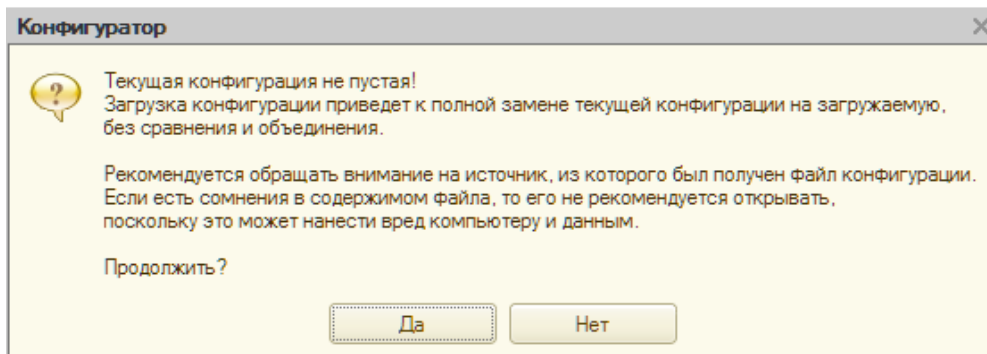 Конфигуратор
Текущая конфигурация не пустая!
Загрузка конфигурации приведет к полной замене текущей конфигурации на загружаемую,
без сравнения и объединения.
Рекомендуется обращать внимание на источник, из которого был получен файл конфигурации.
Если есть сомнения в содержимом файла, то его не рекомендуется открывать,
поскольку это может нанести вред компьютеру и данным.
Продолжить?
Да Нет